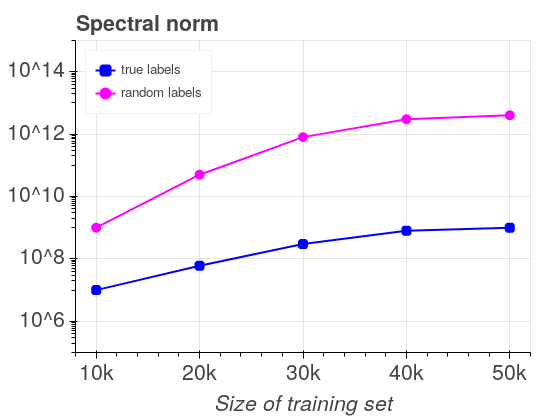 Spectral norm
true labels
random labels
10^14
10^12
10^10
10^8
10^6
10k 20k 30k 40k 50k
Size of training set